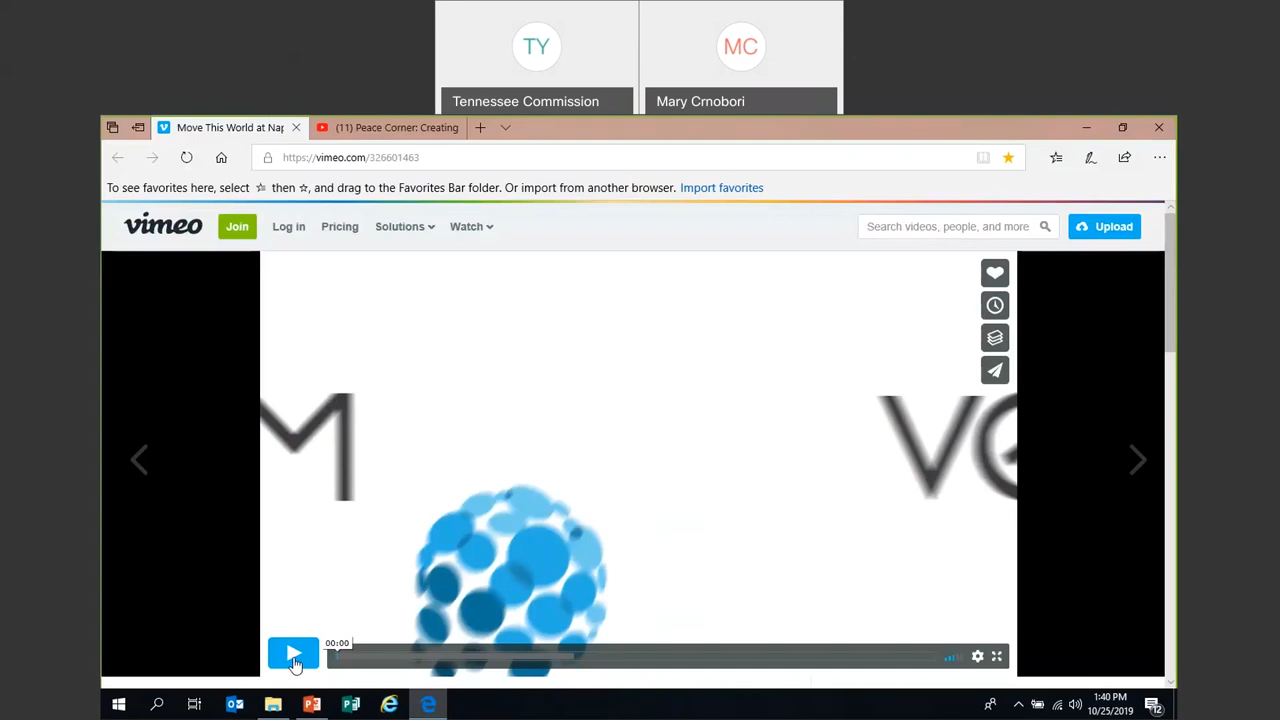 TY
MC
Tennessee Commission
Mary Crnobori
Move This World at Nap
(11) Peace Corner: Creating
https://vimeo.com/326601463
To see favorites here, select ☆ then ☆, and drag to the Favorites Bar folder. Or import from another browser. Import favorites
vimeo
Join
Log in
Pricing
Solutions
Watch
Search videos, people, and more
Upload
M
ve
00:00
1:40 PM
10/25/2019
12